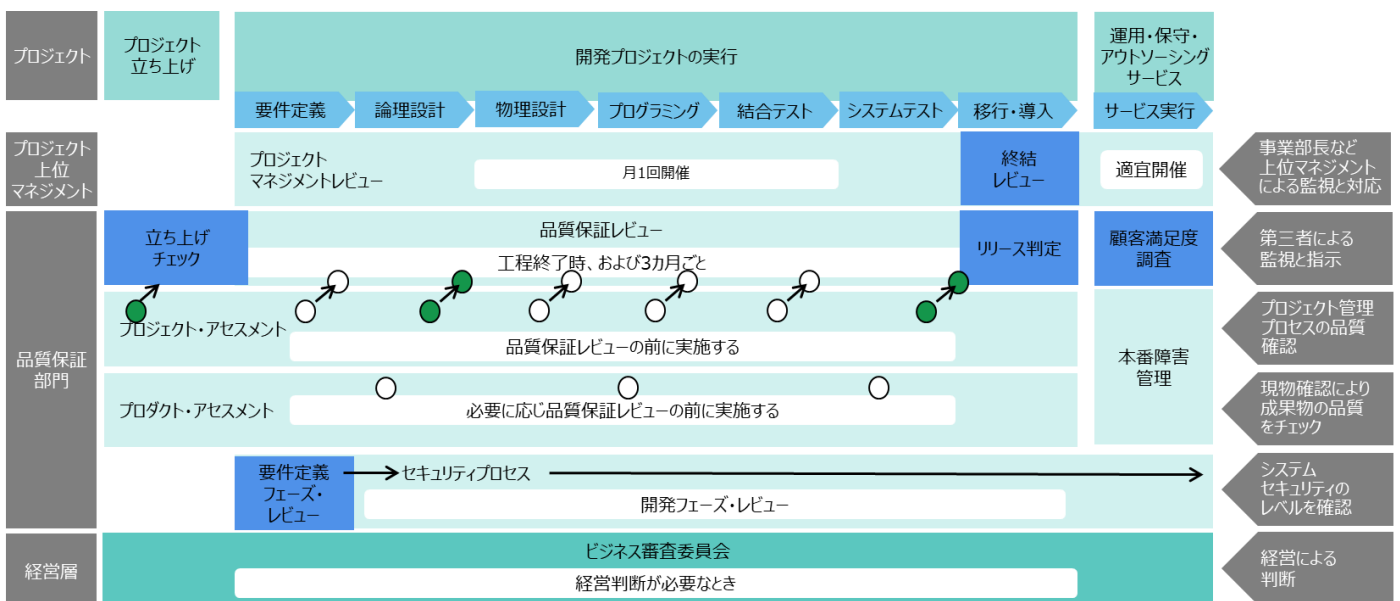 プロジェクト
プロジェクト
立ち上げ
開発プロジェクトの実行
運用・保守・
アウトソーシング
サービス
要件定義
論理設計
物理設計
プログラミング
結合テスト
システムテスト
移行・導入
サービス実行
プロジェクト
上位
マネジメント
プロジェクト
マネジメントレビュー
月1回開催
終結
レビュー
適宜開催
事業部長など
上位マネジメント
による監視と対応
品質保証
部門
立ち上げ
チェック
品質保証レビュー
工程終了時、および3カ月ごと
リリース判定
顧客満足度
調査
第三者による
監視と指示
プロジェクト・アセスメント
品質保証レビューの前に実施する
本番障害
管理
プロジェクト管理
プロセスの品質
確認
プロダクト・アセスメント
必要に応じ品質保証レビューの前に実施する
現物確認により
成果物の品質
をチェック
要件定義
フェーズ・
レビュー
セキュリティプロセス
開発フェーズ・レビュー
システム
セキュリティの
レベルを確認
経営層
ビジネス審査委員会
経営判断が必要なとき
経営による
判断